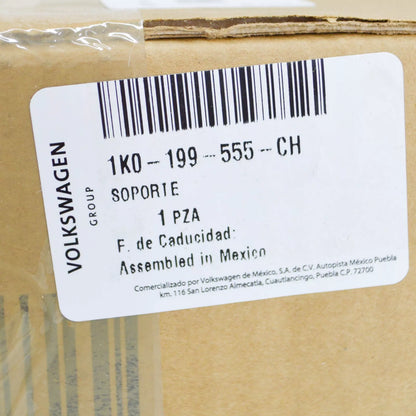 VOLKSWAGEN
GROUP
1K0-199-555-CH
SOPORTE
1 PZA
F. de Caducidad:
Assembled in Mexico
Comercializado por Volkswagen de México, S.A. de C.V. Autopista México Puebla
km. 116 San Lorenzo Almecatla, Cuautlancingo, Puebla C.P. 72700